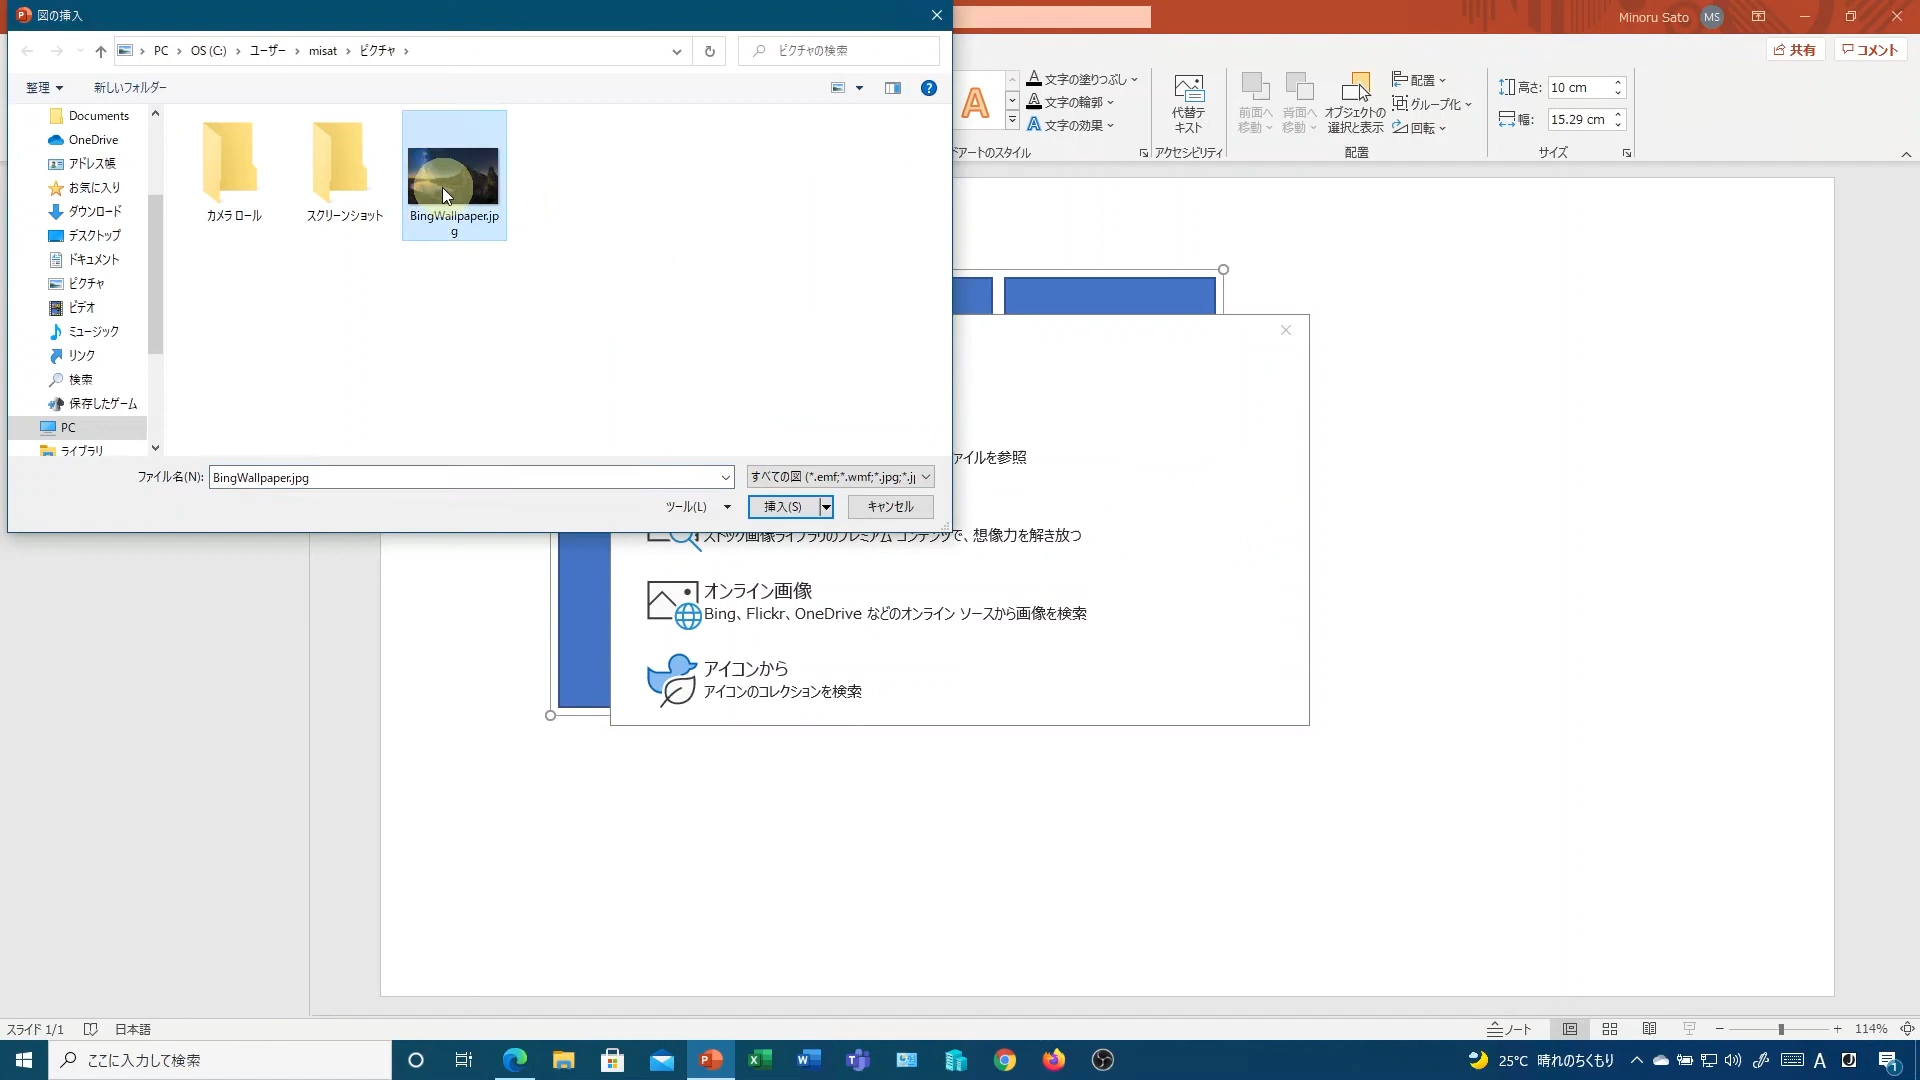 図の挿入
Minoru Sato MS
PC › OS (C:) › ユーザー › misat › ピクチャ ›
ピクチャの検索
共有
コメント
整理
新しいフォルダー
文字の塗りつぶし
文字の輪郭
文字の効果
代替テ
キスト
前面へ
移動
背面へ
移動
オブジェクトの
選択と表示
配置
グループ化
回転
高さ: 10 cm
幅: 15.29 cm
ドアートのスタイル
アクセシビリティ
配置
サイズ
Documents
OneDrive
アドレス帳
お気に入り
ダウンロード
デスクトップ
ドキュメント
ピクチャ
ビデオ
ミュージック
リンク
検索
保存したゲーム
PC
ライブラリ
カメラ ロール
スクリーンショット
BingWallpaper.jp
g
ファイル名(N): BingWallpaper.jpg
すべての図 (*.emf;*.wmf;*.jpg;*.j
ツール(L)
挿入(S)
キャンセル
ァイルを参照
ストック画像ライブラリのプレミアム コンテンツで、想像力を解き放つ
オンライン画像
Bing、Flickr、OneDrive などのオンライン ソースから画像を検索
アイコンから
アイコンのコレクションを検索
スライド 1/1
日本語
ノート
114%
ここに入力して検索
25°C 晴れのちくもり
A
1